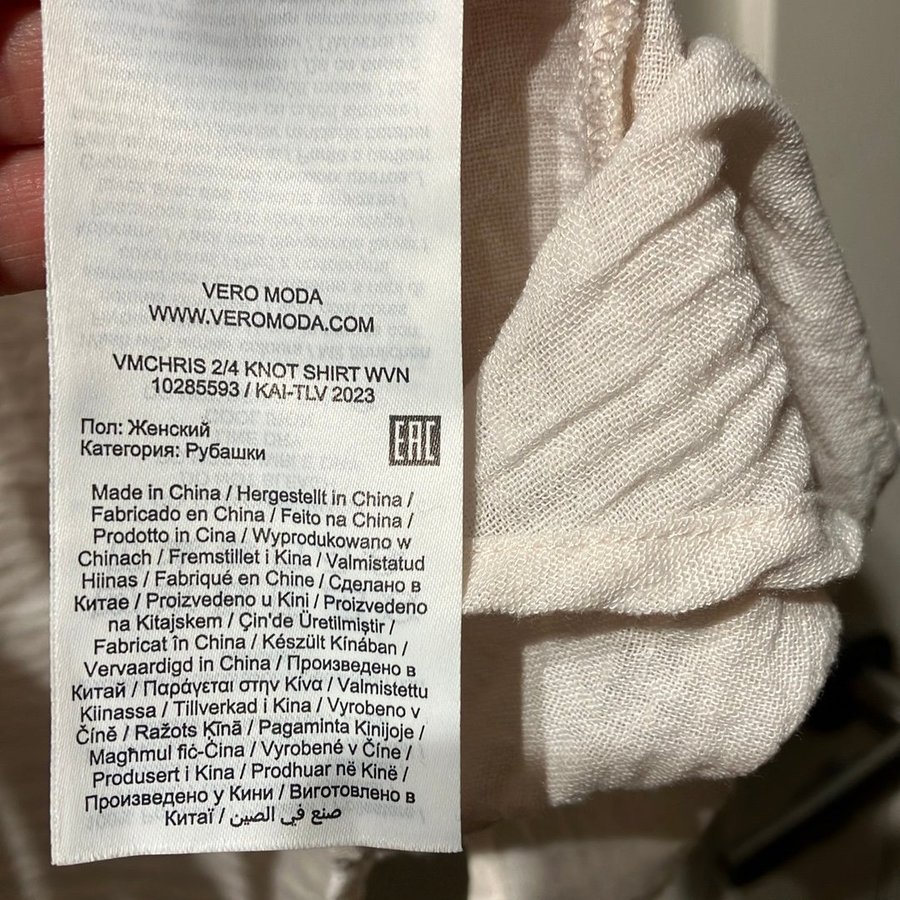 VERO MODA
WWW.VEROMODA.COM
VMCHRIS 2/4 KNOT SHIRT WVN
10285593 / KAI-TLV 2023
Пол: Женский
Категория: Рубашки
EAC
Made in China / Hergestellt in China /
Fabricado en China / Feito na China /
Prodotto in Cina / Wyprodukowano w
Chinach / Fremstillet i Kina / Valmistatud
Hiinas / Fabriqué en Chine / Сделано в
Китае / Proizvedeno u Kini / Proizvedeno
na Kitajskem / Çin'de Üretilmiştir /
Fabricat în China / Készült Kínában /
Vervaardigd in China / Произведено в
Китай / Παράγεται στην Κίνα / Valmistettu
Kiinassa / Tillverkad i Kina / Vyrobeno v
Číně / Ražots Ķīnā / Pagaminta Kinijoje /
Magħmul fiċ-Ċina / Vyrobené v Číne /
Produsert i Kina / Prodhuar në Kinë /
Произведено у Кини / Виготовлено в
Китаї / صنع في الصين